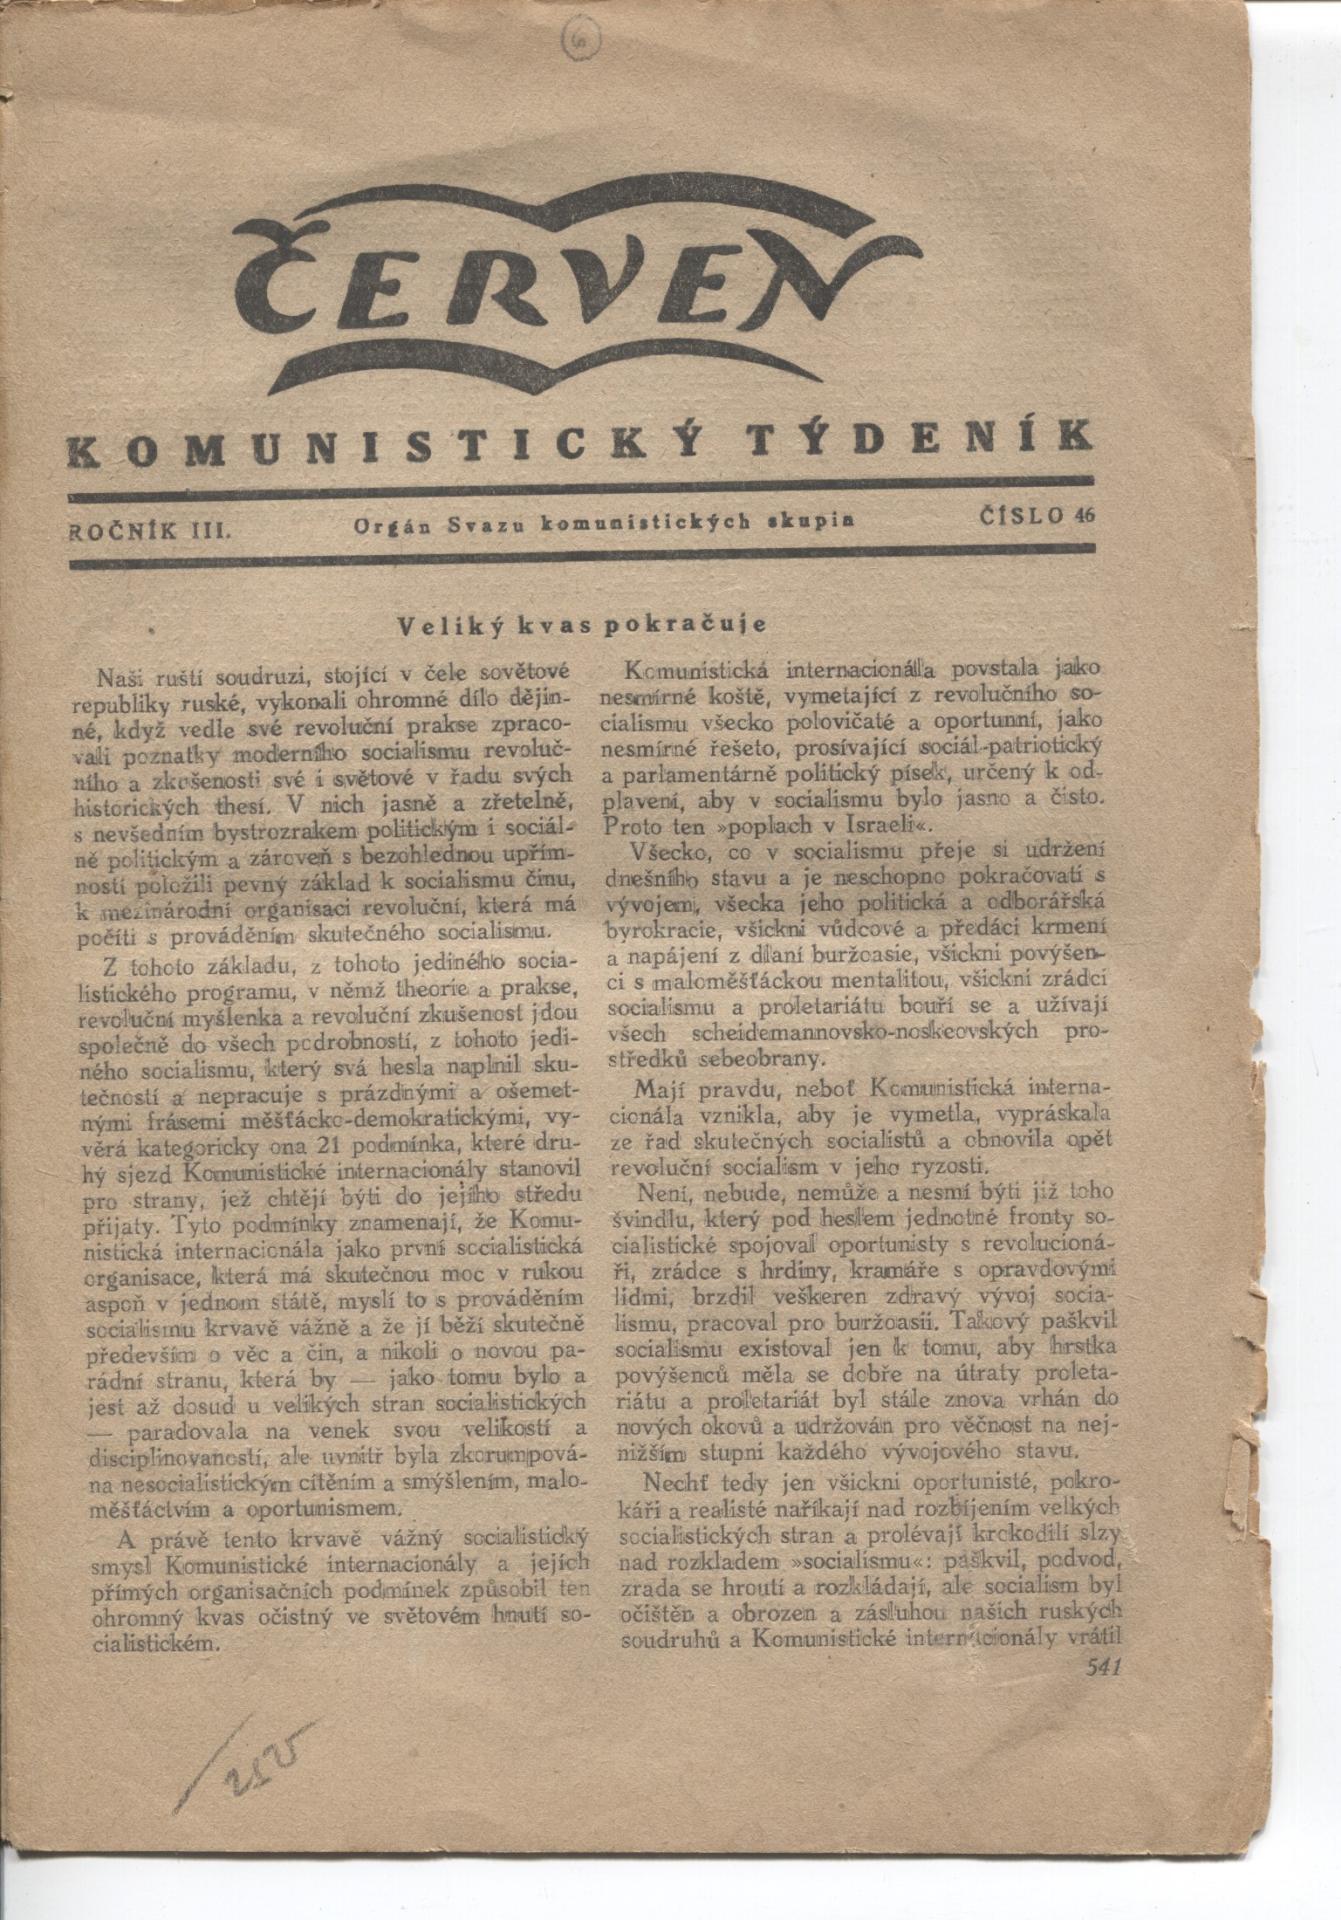 6
ČERVEN
KOMUNISTICKÝ TÝDENÍK
ROČNÍK III.
Orgán Svazu komunistických skupin
ČÍSLO 46
Veliký kvas pokračuje
Naši ruští soudruzi, stojící v čele sovětové
republiky ruské, vykonali ohromné dílo dějin-
né, když vedle své revoluční prakse zpraco-
vali poznatky moderního socialismu revoluč-
ního a zkušenosti své i světové v řadu svých
historických thesí. V nich jasně a zřetelně,
s nevšedním bystrozrakem politickým i sociál-
ně politickým a zároveň s bezohlednou upřím-
ností položili pevný základ k socialismu činu,
k mezinárodní organisaci revoluční, která má
počíti s prováděním skutečného socialismu.
Z tohoto základu, z tohoto jediného socia-
listického programu, v němž theorie a prakse,
revoluční myšlenka a revoluční zkušenost jdou
společně do všech podrobností, z tohoto jedi-
ného socialismu, který svá hesla naplnil sku-
tečností a nepracuje s prázdnými a ošemet-
nými frásemi měšťácko-demokratickými, vy-
věrá kategoricky ona 21 podmínka, které dru-
hý sjezd Komunistické internacionály stanovil
pro strany, jež chtějí býti do jejího středu
přijaty. Tyto podmínky znamenají, že Komu-
nistická internacionála jako první socialistická
organisace, která má skutečnou moc v rukou
aspoň v jednom státě, myslí to s prováděním
socialismu krvavě vážně a že jí běží skutečně
především o věc a čin, a nikoli o novou pa-
rádní stranu, která by — jako tomu bylo a
jest až dosud u velikých stran socialistických
— paradovala na venek svou velikostí a
disciplinovaností, ale uvnitř byla zkorumpová-
na nesocialistickým cítěním a smýšlením, malo-
měšťáctvím a oportunismem.
A právě tento krvavě vážný socialistický
smysl Komunistické internacionály a jejích
přímých organisačních podmínek způsobil ten
ohromný kvas očistný ve světovém hnutí so-
cialistickém.
Komunistická internacionála povstala jako
nesmírné koště, vymetající z revolučního so-
cialismu všecko polovičaté a oportunní, jako
nesmírné řešeto, prosívající sociál-patriotický
a parlamentárně politický písek, určený k od-
plavení, aby v socialismu bylo jasno a čisto.
Proto ten »poplach v Israeli«.
Všecko, co v socialismu přeje si udržení
dnešního stavu a je neschopno pokračovati s
vývojem, všecka jeho politická a odborářská
byrokracie, všickni vůdcové a předáci krmení
a napájení z dlaní buržoasie, všickni povýšen-
ci s maloměšťáckou mentalitou, všickni zrádci
socialismu a proletariátu bouří se a užívají
všech scheidemannovsko-noskeovských pro-
středků sebeobrany.
Mají pravdu, neboť Komunistická interna-
cionála vznikla, aby je vymetla, vypráskala
ze řad skutečných socialistů a obnovila opět
revoluční socialism v jeho ryzosti.
Není, nebude, nemůže a nesmí býti již toho
švindlu, který pod heslem jednotné fronty so-
cialistické spojoval oportunisty s revolucioná-
ři, zrádce s hrdiny, kramáře s opravdovými
lidmi, brzdil veškeren zdravý vývoj socia-
lismu, pracoval pro buržoasii. Takový paškvil
socialismu existoval jen k tomu, aby hrstka
povýšenců měla se dobře na útraty proleta-
riátu a proletariát byl stále znova vrhán do
nových okovů a udržován pro věčnost na nej-
nižším stupni každého vývojového stavu.
Nechť tedy jen všickni oportunisté, pokro-
káři a realisté naříkají nad rozbíjením velkých
socialistických stran a prolévají krokodilí slzy
nad rozkladem »socialismu«: paškvil, podvod,
zrada se hroutí a rozkládají, ale socialism byl
očištěn a obrozen a zásluhou našich ruských
soudruhů a Komunistické internacionály vrátil
541